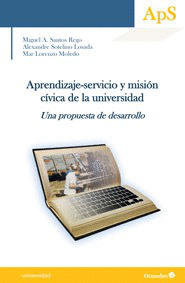 ApS
Miguel A. Santos Rego
Alexandre Sotelino Losada
Mar Lorenzo Moledo
Aprendizaje-servicio y misión
cívica de la universidad
Una propuesta de desarrollo
universidad
Octaedro